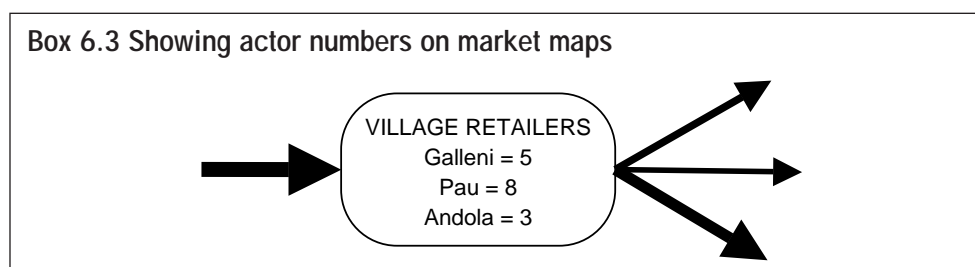 Box 6.3 Showing actor numbers on market maps
VILLAGE RETAILERS
Galleni = 5
Pau = 8
Andola = 3